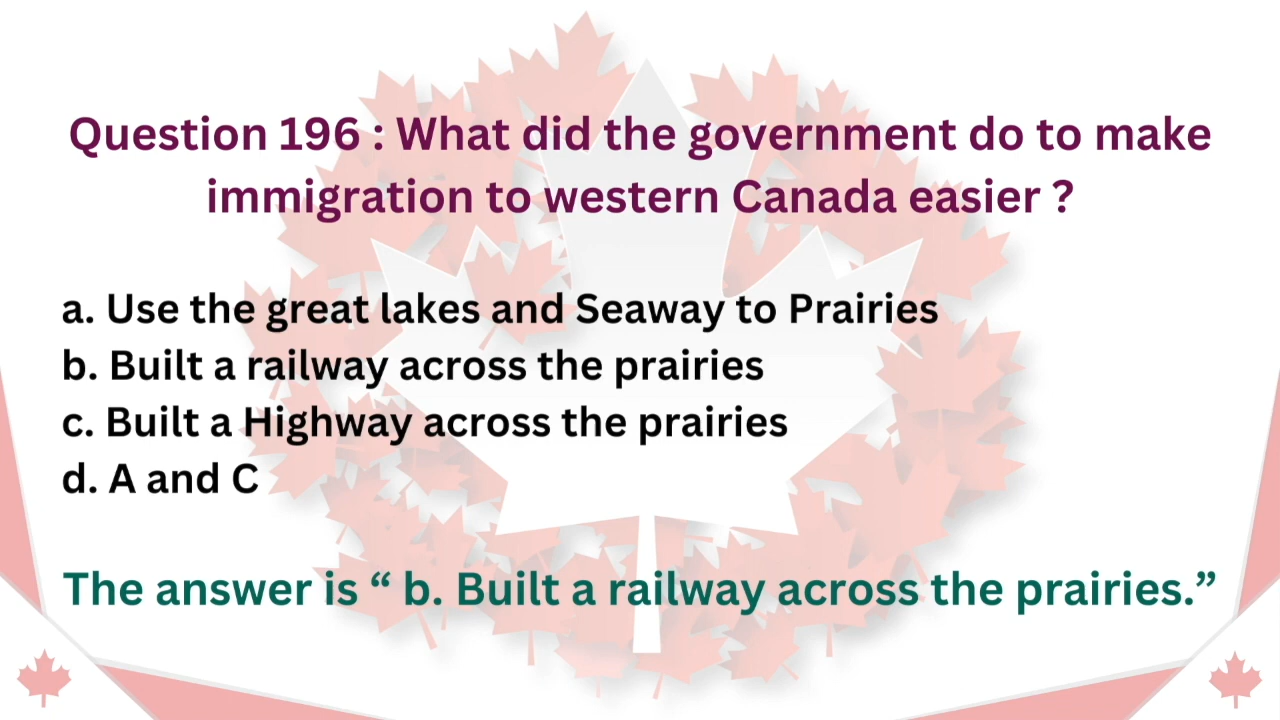 Question 196 : What did the government do to make
immigration to western Canada easier ?
a. Use the great lakes and Seaway to Prairies
b. Built a railway across the prairies
c. Built a Highway across the prairies
d. A and C
The answer is “ b. Built a railway across the prairies.”